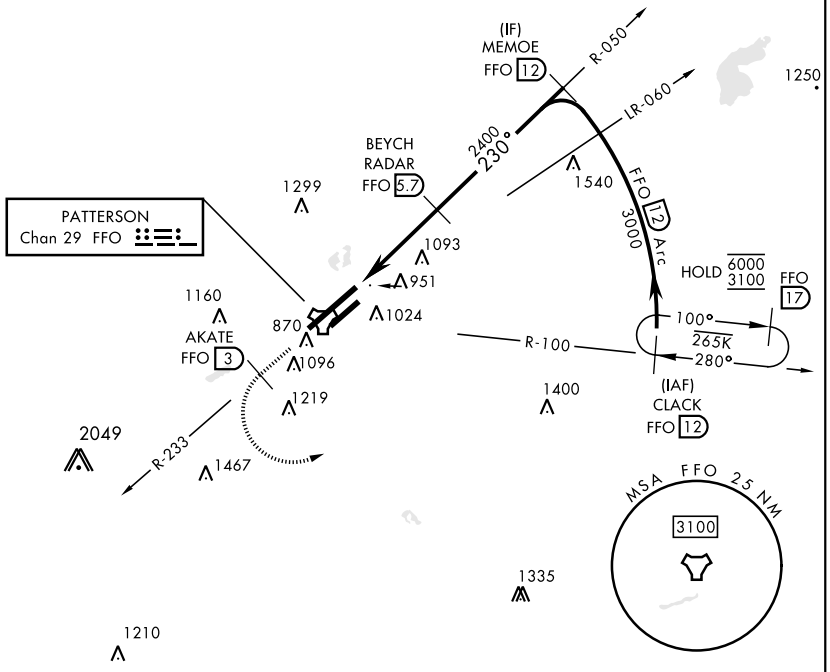 (IF)
MEMOE
FFO 12
R-050
LR-060
1250
2400
230°
BEYCH
RADAR
FFO 5.7
1540
1299
FFO 12 Arc
3000
PATTERSON
Chan 29 FFO
1093
951
1024
HOLD 6000
3100
FFO
17
1160
870
AKATE
FFO 3
1096
1219
100°
265K
280°
R-100
(IAF)
CLACK
FFO 12
1400
2049
R-233
1467
MSA FFO 25 NM
3100
1335
1210